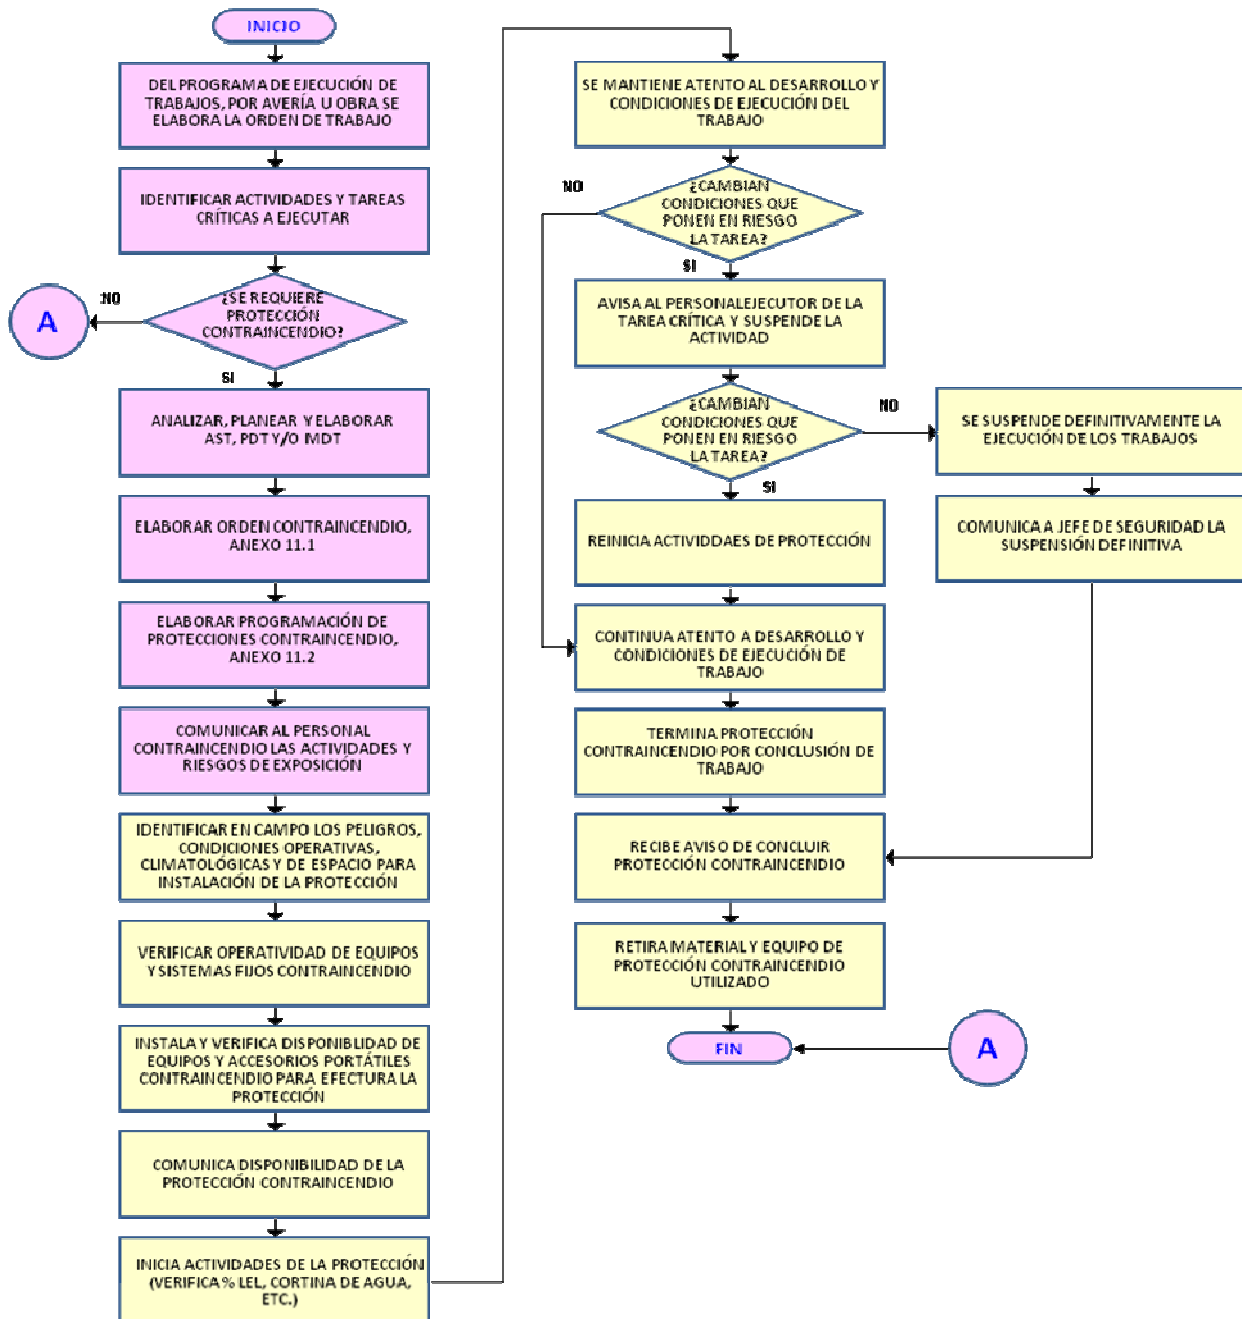 INICIO
DEL PROGRAMA DE EJECUCIÓN DE
TRABAJOS, POR AVERÍA U OBRA SE
ELABORA LA ORDEN DE TRABAJO
IDENTIFICAR ACTIVIDADES Y TAREAS
CRÍTICAS A EJECUTAR
¿SE REQUIERE
PROTECCIÓN
CONTRAINCENDIO?
NO
A
SI
ANALIZAR, PLANEAR Y ELABORAR
AST, PDT Y/O IMDT
ELABORAR ORDEN CONTRAINCENDIO,
ANEXO 11.1
ELABORAR PROGRAMACIÓN DE
PROTECCIONES CONTRAINCENDIO,
ANEXO 11.2
COMUNICAR AL PERSONAL
CONTRAINCENDIO LAS ACTIVIDADES Y
RIESGOS DE EXPOSICIÓN
IDENTIFICAR EN CAMPO LOS PELIGROS,
CONDICIONES OPERATIVAS,
CLIMATOLÓGICAS Y DE ESPACIO PARA
INSTALACIÓN DE LA PROTECCIÓN
VERIFICAR OPERATIVIDAD DE EQUIPOS
Y SISTEMAS FIJOS CONTRAINCENDIO
INSTALA Y VERIFICA DISPONIBLIDAD DE
EQUIPOS Y ACCESORIOS PORTÁTILES
CONTRAINCENDIO PARA EFECTURA LA
PROTECCIÓN
COMUNICA DISPONIBILIDAD DE LA
PROTECCIÓN CONTRAINCENDIO
INICIA ACTIVIDADES DE LA PROTECCIÓN
(VERIFICA % LEL, CORTINA DE AGUA,
ETC.)
SE MANTIENE ATENTO AL DESARROLLO Y
CONDICIONES DE EJECUCIÓN DEL
TRABAJO
NO
¿CAMBIAN
CONDICIONES QUE
PONEN EN RIESGO
LA TAREA?
SI
AVISA AL PERSONALEJECUTOR DE LA
TAREA CRÍTICA Y SUSPENDE LA
ACTIVIDAD
¿CAMBIAN
CONDICIONES QUE
PONEN EN RIESGO
LA TAREA?
NO
SI
SE SUSPENDE DEFINITIVAMENTE LA
EJECUCIÓN DE LOS TRABAJOS
COMUNICA A JEFE DE SEGURIDAD LA
SUSPENSIÓN DEFINITIVA
REINICIA ACTIVIDDAES DE PROTECCIÓN
CONTINUA ATENTO A DESARROLLO Y
CONDICIONES DE EJECUCIÓN DE
TRABAJO
TERMINA PROTECCIÓN
CONTRAINCENDIO POR CONCLUSIÓN DE
TRABAJO
RECIBE AVISO DE CONCLUIR
PROTECCIÓN CONTRAINCENDIO
RETIRA MATERIAL Y EQUIPO DE
PROTECCIÓN CONTRAINCENDIO
UTILIZADO
FIN
A